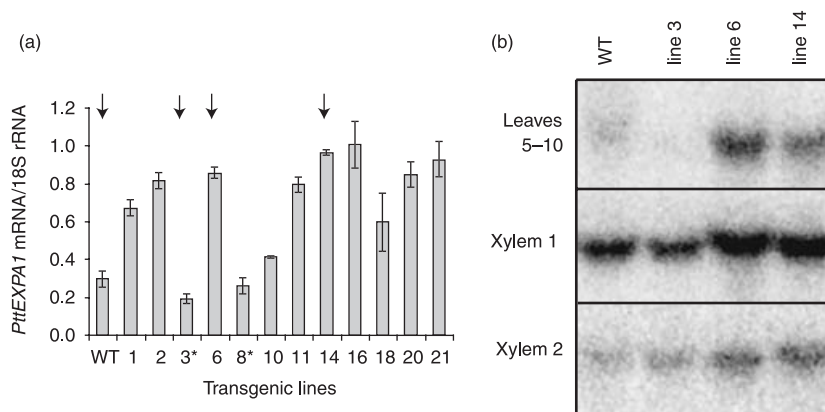 (a)
PttEXPA1 mRNA/18S rRNA
1.2
1.0
0.8
0.6
0.4
0.2
0.0
WT 1 2 3* 6 8* 10 11 14 16 18 20 21
Transgenic lines
(b)
WT line 3 line 6 line 14
Leaves
5–10
Xylem 1
Xylem 2